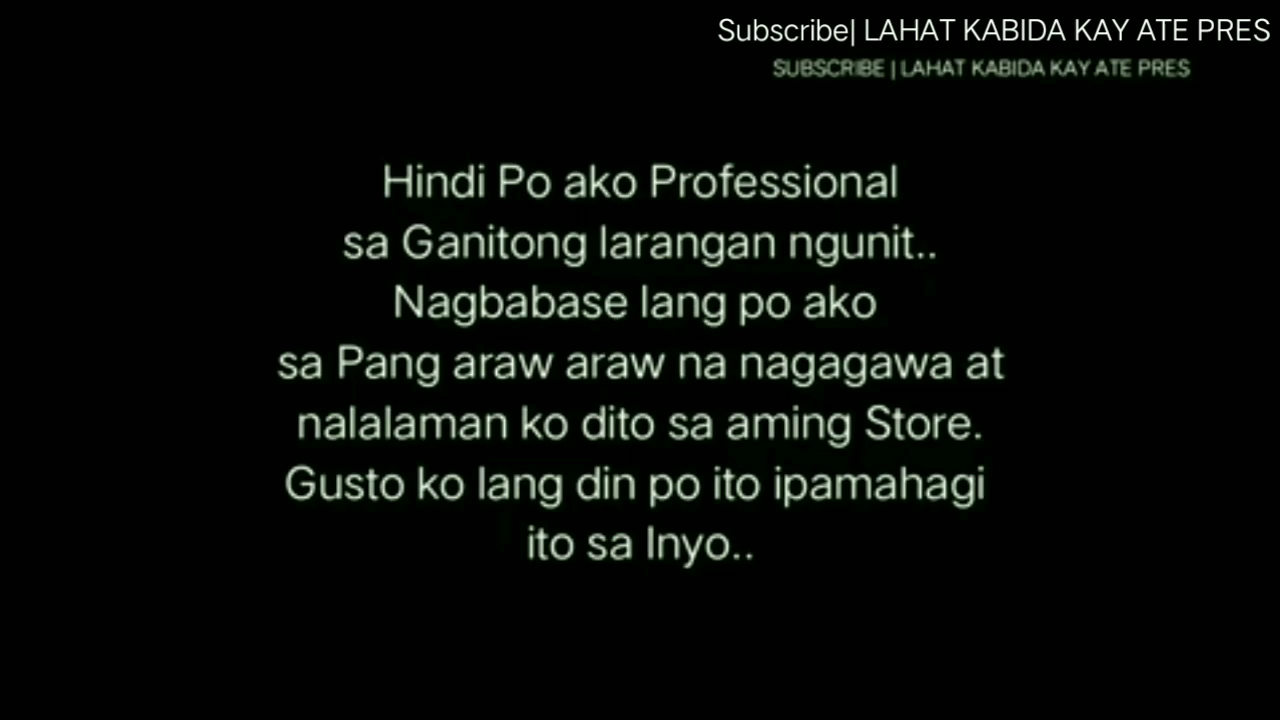 Subscribe| LAHAT KABIDA KAY ATE PRES
SUBSCRIBE | LAHAT KABIDA KAY ATE PRES
Hindi Po ako Professional
sa Ganitong larangan ngunit..
Nagbabase lang po ako
sa Pang araw araw na nagagawa at
nalalaman ko dito sa aming Store.
Gusto ko lang din po ito ipamahagi
ito sa Inyo..